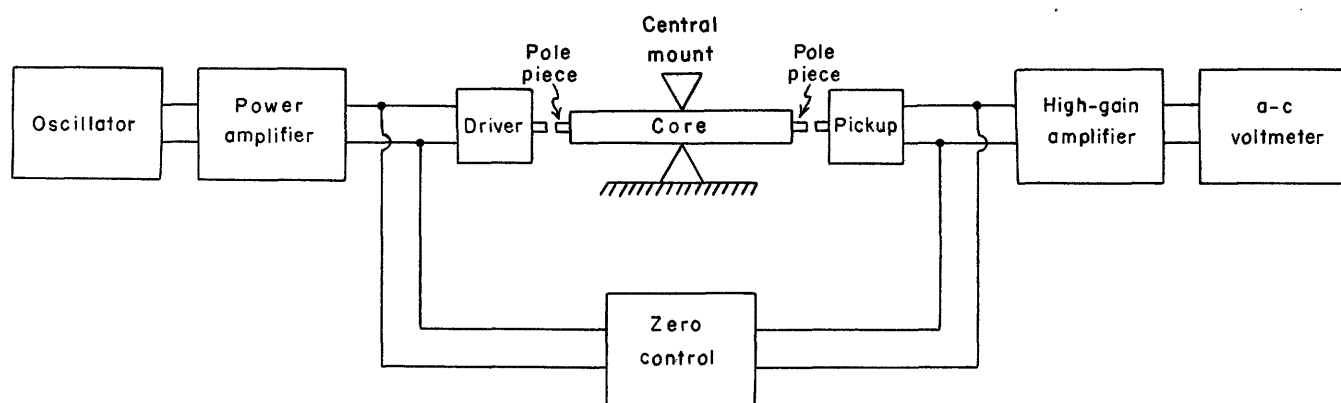 Oscillator
Power
amplifier
Driver
Pole
piece
Central
mount
Core
Pole
piece
Pickup
High-gain
amplifier
a-c
voltmeter
Zero
control